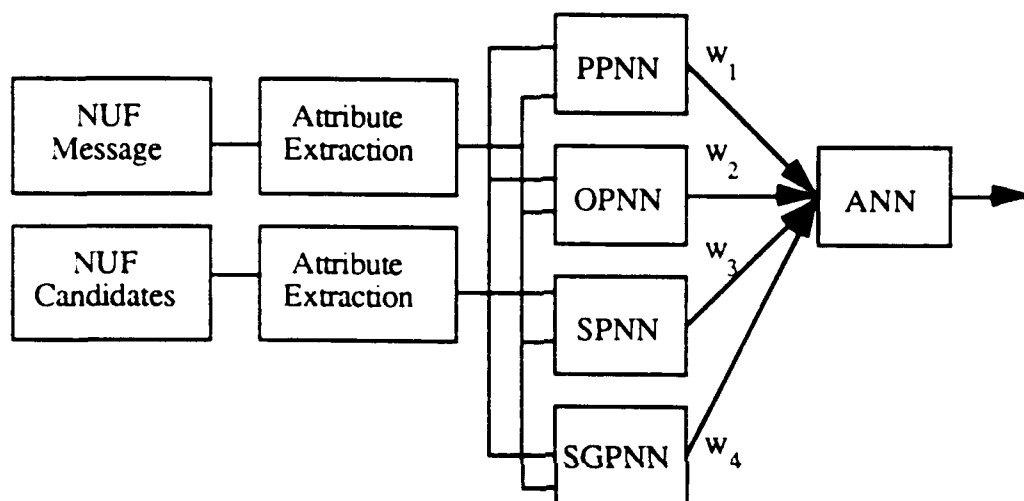 NUF
Message
Attribute
Extraction
NUF
Candidates
Attribute
Extraction
PPNN
OPNN
SPNN
SGPNN
w1
w2
w3
w4
ANN